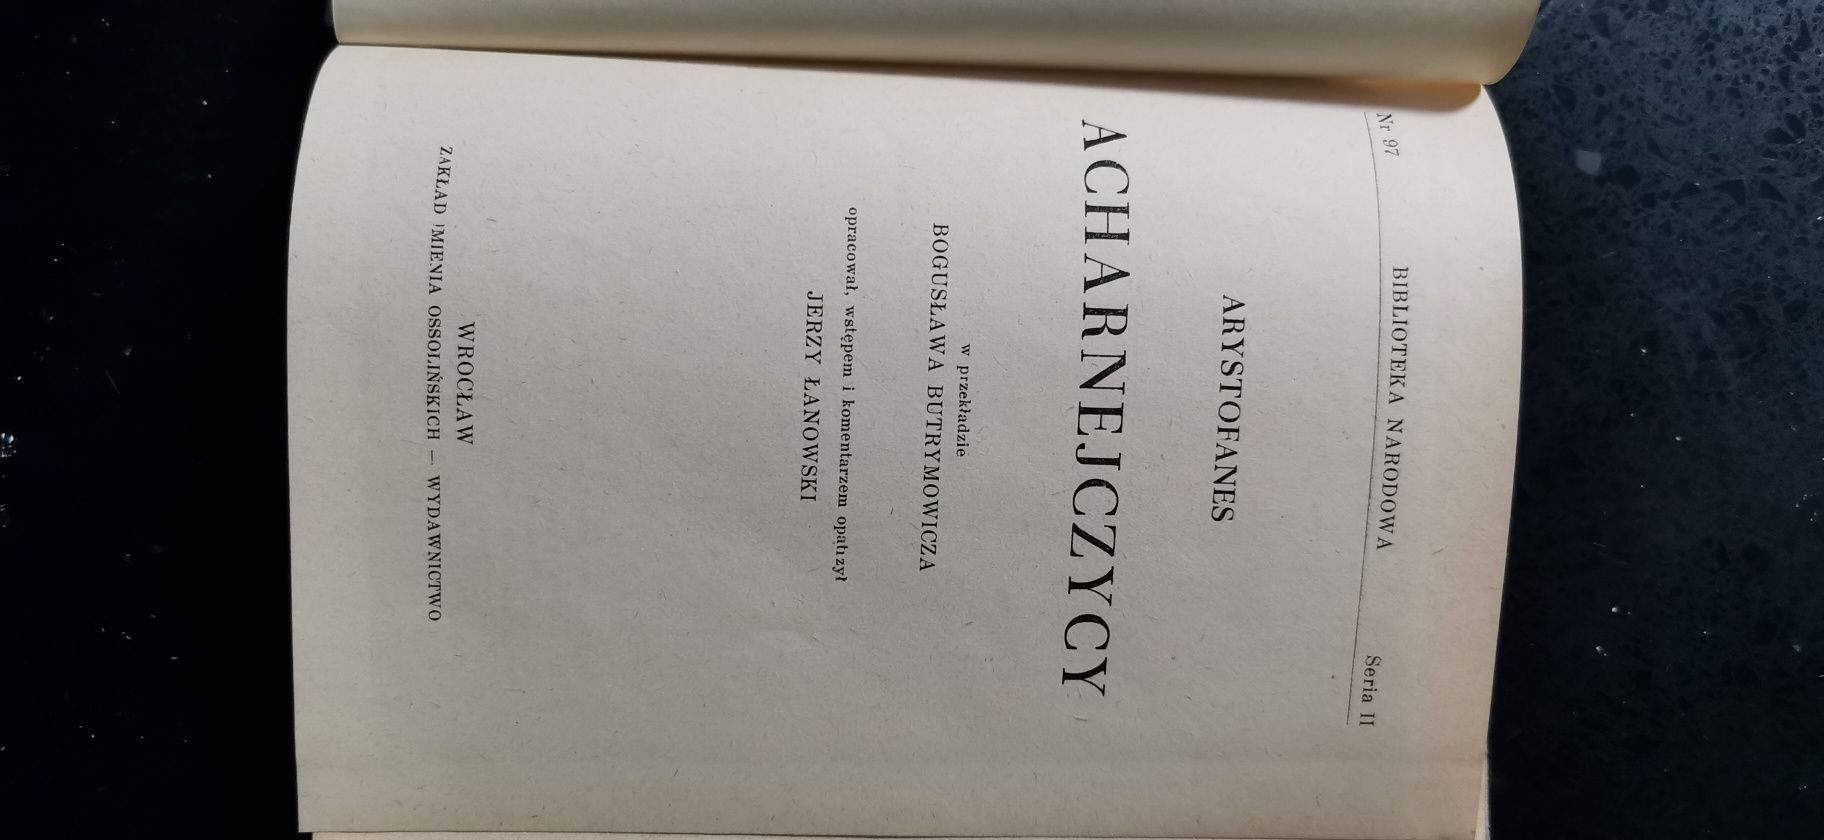 Nr 97 BIBLIOTEKA NARODOWA Seria II
ARYSTOFANES
ACHARNEJCZYCY
w przekładzie
BOGUSŁAWA BUTRYMOWICZA
opracował, wstępem i komentarzem opatrzył
JERZY ŁANOWSKI
WROCŁAW
ZAKŁAD IMIENIA OSSOLIŃSKICH — WYDAWNICTWO